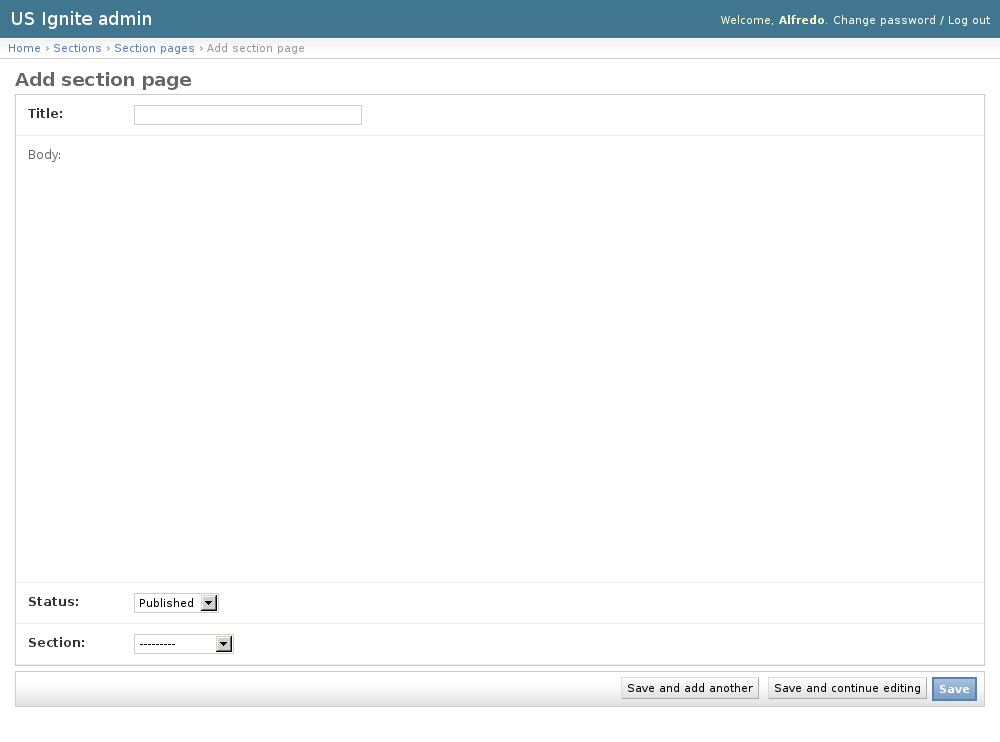 US Ignite admin
Welcome, Alfredo. Change password / Log out
Home › Sections › Section pages › Add section page
Add section page
Title:
Body:
Status: Published
Section: ---------
Save and add another Save and continue editing Save